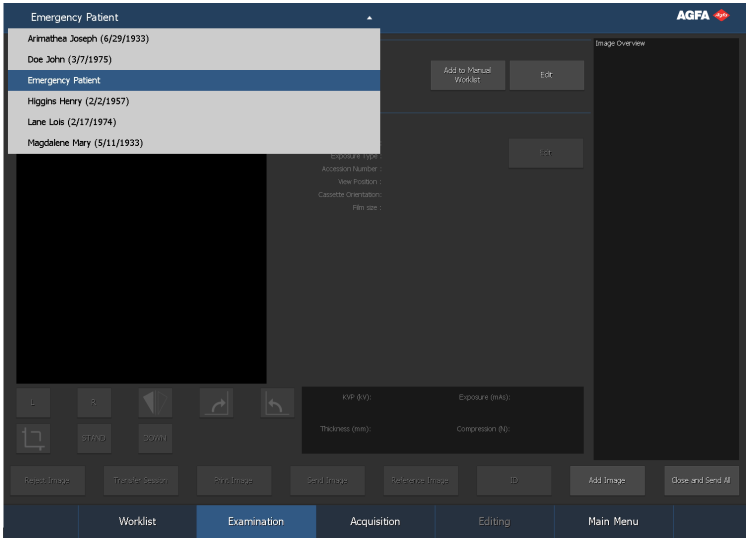 Emergency Patient
AGFA
Arimathea Joseph (6/29/1933)
Doe John (3/7/1975)
Emergency Patient
Higgins Henry (2/2/1957)
Lane Lois (2/17/1974)
Magdalene Mary (5/11/1933)
Add to Manual
Worklist
Edit
Image Overview
Exposure Type :
Edit
Accession Number :
View Position :
Cassette Orientation:
Film size :
L
R
STAND
DOWN
KVP (kV):
Exposure (mAs):
Thickness (mm):
Compression (N):
Reject Image
Transfer Session
Print Image
Send Image
Reference Image
ID
Add Image
Close and Send All
Worklist
Examination
Acquisition
Editing
Main Menu